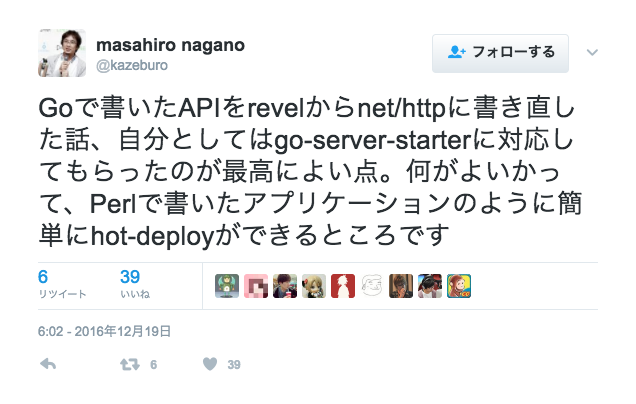 masahiro nagano
@kazeburo
フォローする
Goで書いたAPIをrevelからnet/httpに書き直し
た話、自分としてはgo-server-starterに対応し
てもらったのが最高によい点。何がよいかっ
て、Perlで書いたアプリケーションのように簡
単にhot-deployができるところです
6 39
リツイート いいね
6:02 - 2016年12月19日
6 39